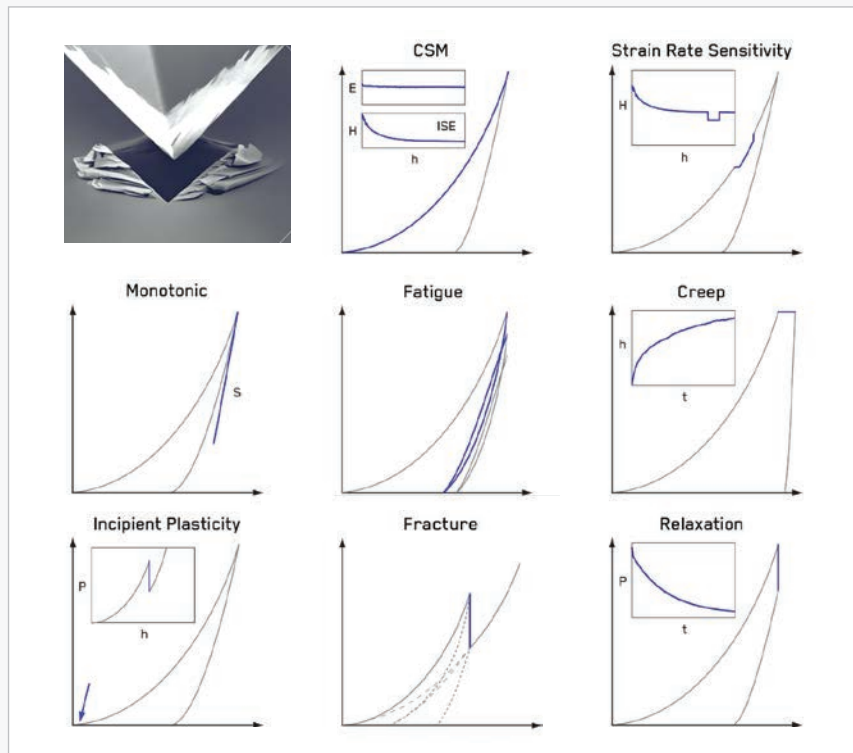 CSM
E
H
ISE
h
Strain Rate Sensitivity
H
h
Monotonic
S
Fatigue
Creep
h
t
Incipient Plasticity
P
h
Fracture
Relaxation
P
t